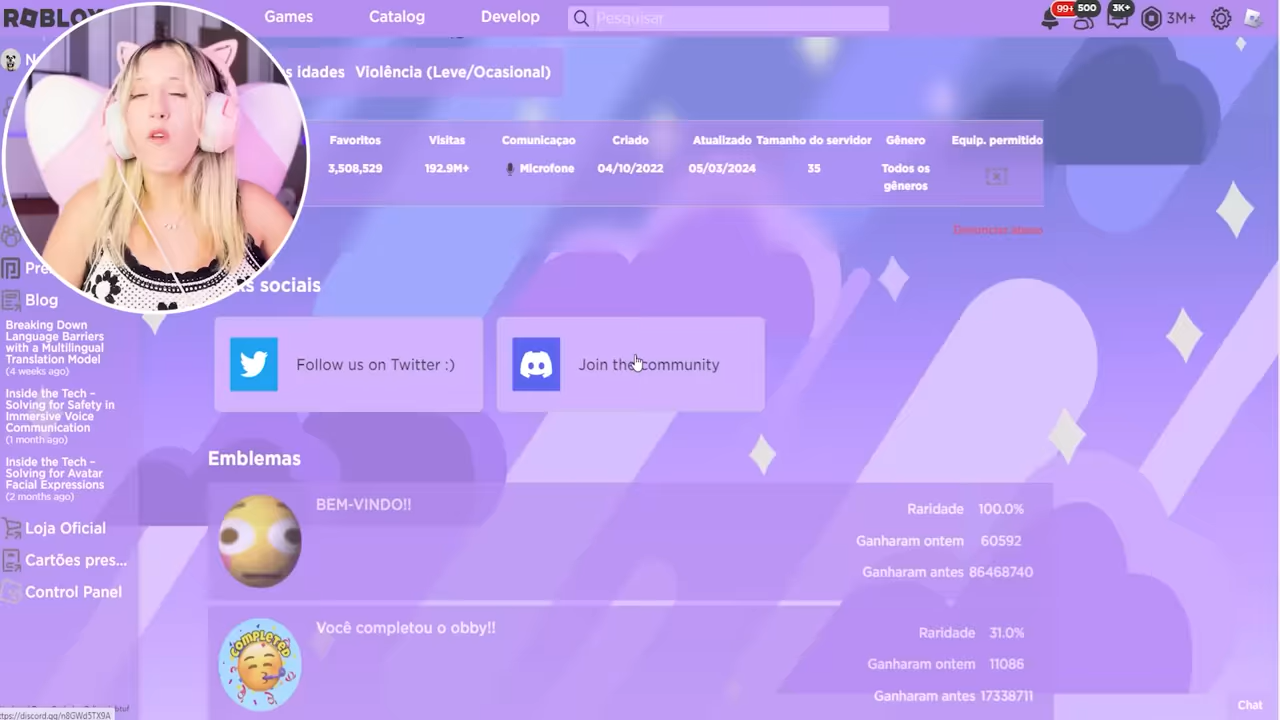 ROBLOX
Games
Catalog
Develop
Pesquisar
99+
500
3K+
3M+
s idades
Violência (Leve/Ocasional)
Favoritos
Visitas
Comunicaçao
Criado
Atualizado
Tamanho do servidor
Gênero
Equip. permitido
3,508,529
192.9M+
Microfone
04/10/2022
05/03/2024
35
Todos os
gêneros
Denunciar Abuso
sociais
Follow us on Twitter :)
Join the community
Pre
Blog
Breaking Down
Language Barriers
with a Multilingual
Translation Model
(4 weeks ago)
Inside the Tech –
Solving for Safety in
Immersive Voice
Communication
(1 month ago)
Inside the Tech –
Solving for Avatar
Facial Expressions
(2 months ago)
Loja Oficial
Cartões pres...
Control Panel
Emblemas
BEM-VINDO!!
Raridade 100.0%
Ganharam ontem 60592
Ganharam antes 86468740
COMPLETED
Você completou o obby!!
Raridade 31.0%
Ganharam ontem 11086
Ganharam antes 17338711
Chat
ttps://discord.gg/n8GWd5TX9A